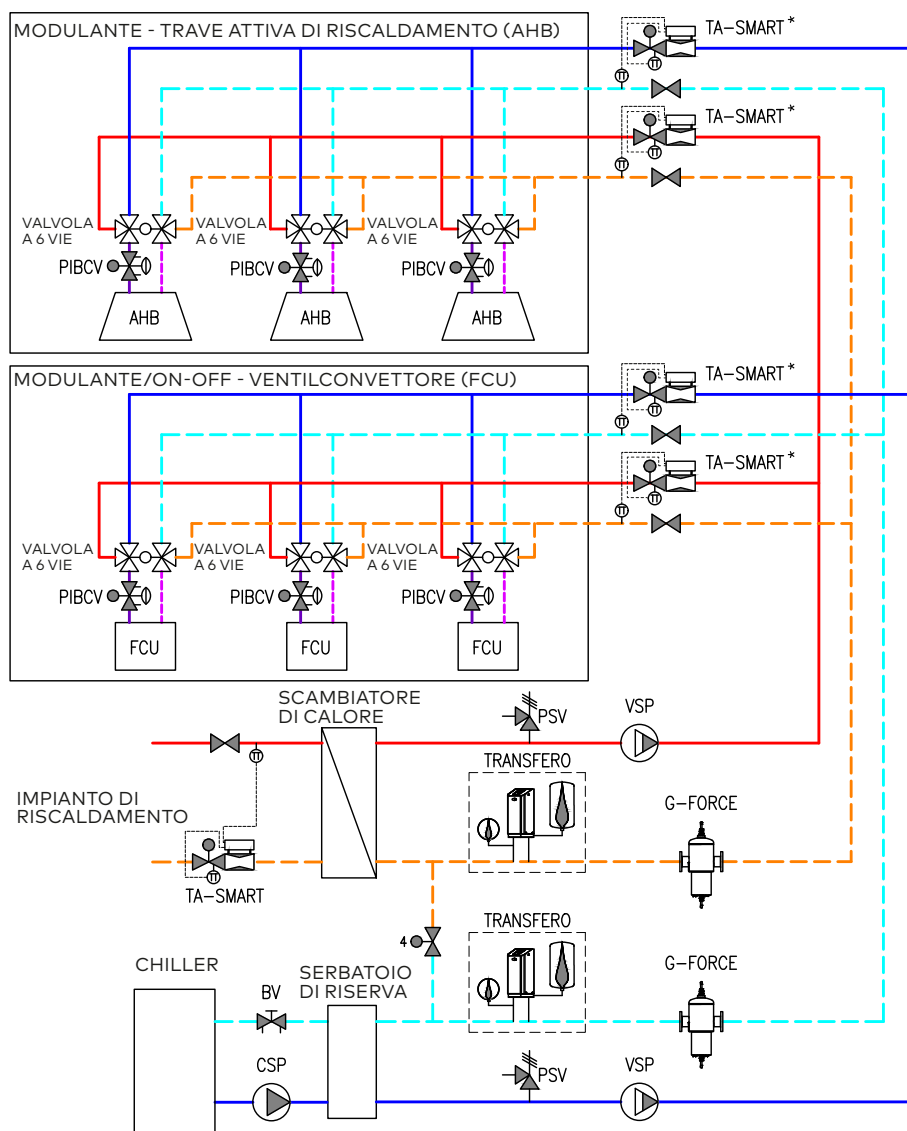 MODULANTE - TRAVE ATTIVA DI RISCALDAMENTO (AHB)
TA-SMART *
TA-SMART *
VALVOLA
A 6 VIE
VALVOLA
A 6 VIE
VALVOLA
A 6 VIE
PIBCV
PIBCV
PIBCV
AHB
AHB
AHB
MODULANTE/ON-OFF - VENTILCONVETTORE (FCU)
TA-SMART *
TA-SMART *
VALVOLA
A 6 VIE
VALVOLA
A 6 VIE
VALVOLA
A 6 VIE
PIBCV
PIBCV
PIBCV
FCU
FCU
FCU
SCAMBIATORE
DI CALORE
PSV
VSP
TRANSFERO
IMPIANTO DI
RISCALDAMENTO
G-FORCE
TA-SMART
4
TRANSFERO
CHILLER
SERBATOIO
DI RISERVA
G-FORCE
BV
CSP
PSV
VSP